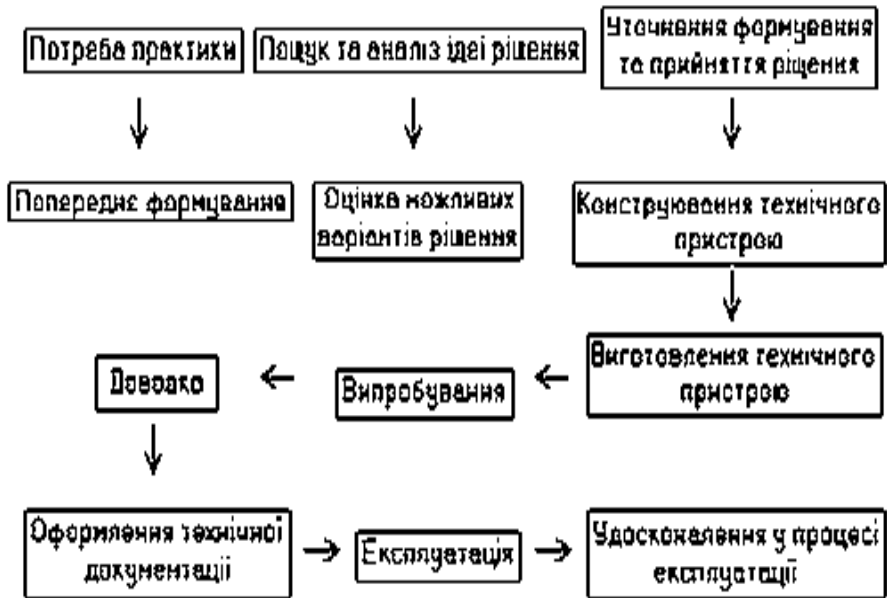 Потреба практики
Пошук та аналіз ідеї рішення
Уточнення формування
та прийняття рішення
Попереднє формування
Оцінка можливих
варіантів рішення
Конструювання технічного
пристрою
Доводка
Випробування
Виготовлення технічного
пристрою
Оформлення технічної
документації
Експлуатація
Удосконалення у процесі
експлуатації